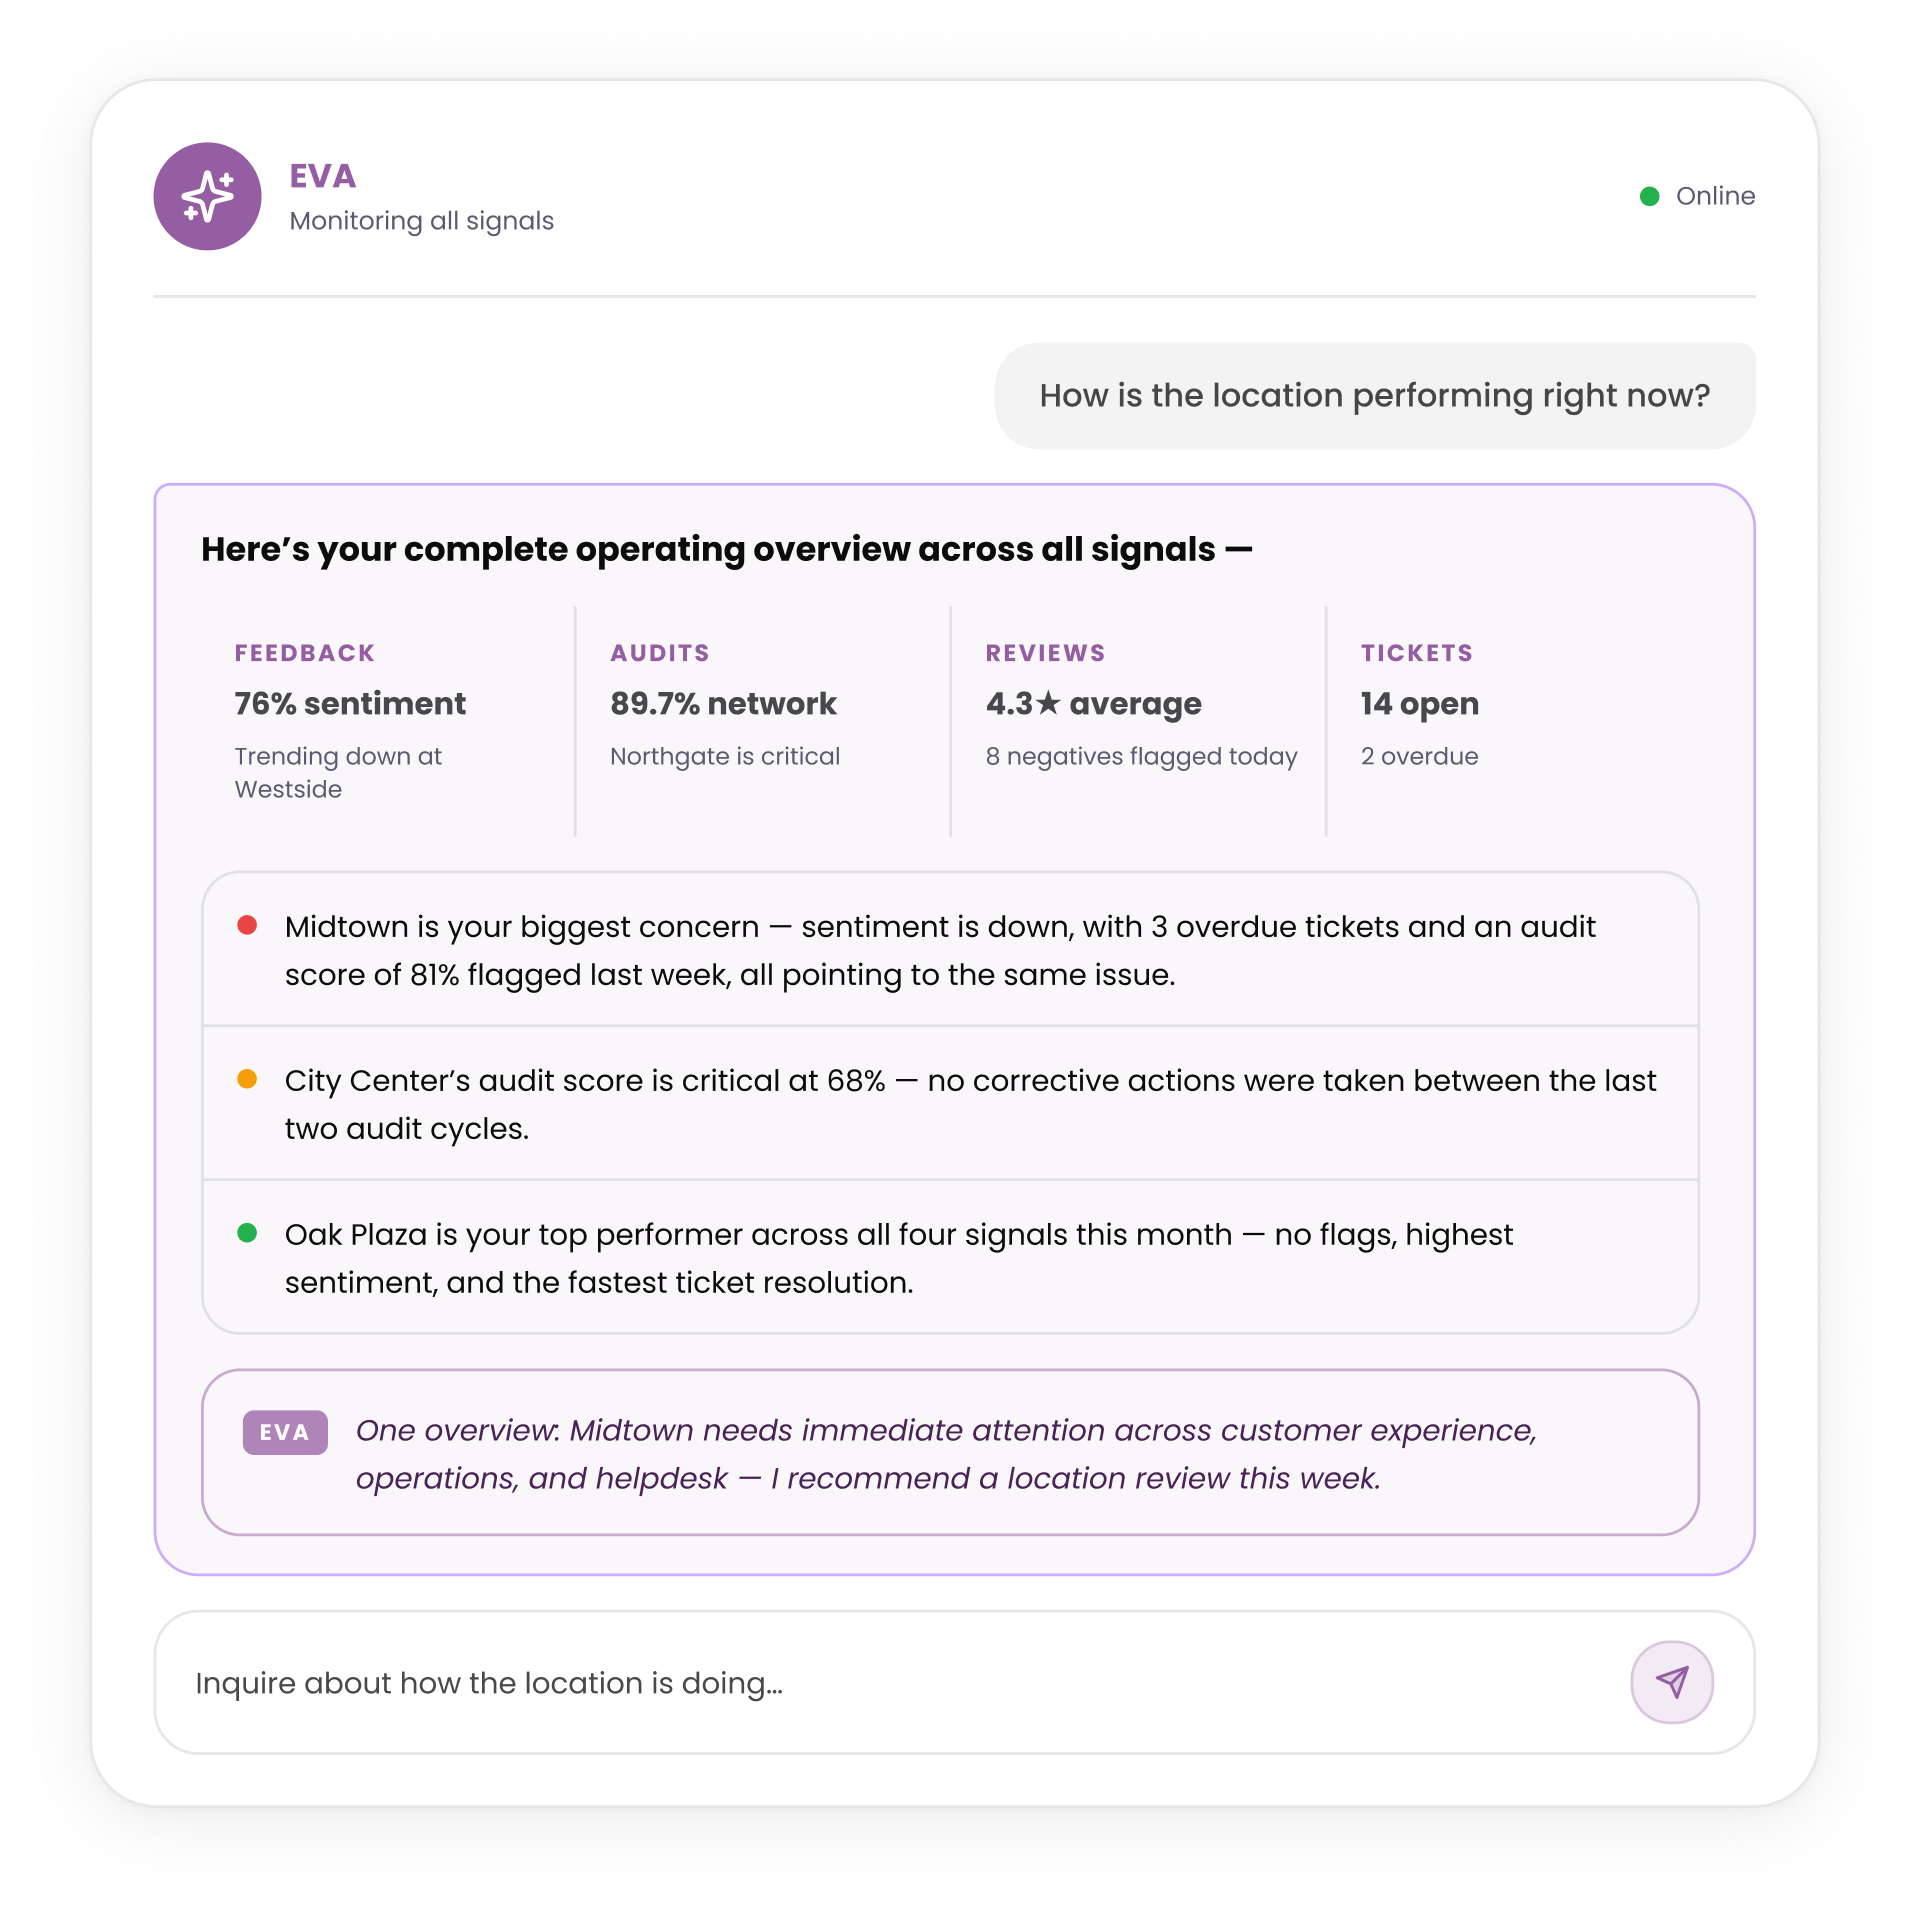 EVA
Monitoring all signals
Online
How is the location performing right now?
Here’s your complete operating overview across all signals —
FEEDBACK
76% sentiment
Trending down at
Westside
AUDITS
89.7% network
Northgate is critical
REVIEWS
4.3★ average
8 negatives flagged today
TICKETS
14 open
2 overdue
Midtown is your biggest concern — sentiment is down, with 3 overdue tickets and an audit
score of 81% flagged last week, all pointing to the same issue.
City Center’s audit score is critical at 68% — no corrective actions were taken between the last
two audit cycles.
Oak Plaza is your top performer across all four signals this month — no flags, highest
sentiment, and the fastest ticket resolution.
EVA
One overview: Midtown needs immediate attention across customer experience,
operations, and helpdesk — I recommend a location review this week.
Inquire about how the location is doing...